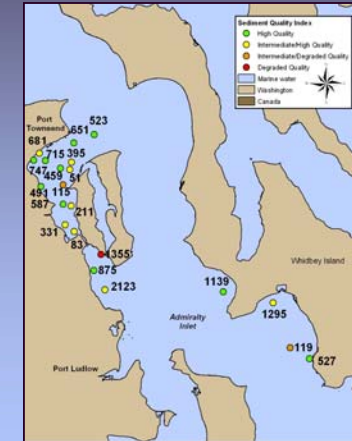 Sediment Quality Index
High Quality
Intermediate/High Quality
Intermediate/Degraded Quality
Degraded Quality
Marine water
Washington
Canada
Port
Townsend
523
651
681
395
715
747
459
51
491
115
587
211
331
83
1355
875
2123
1139
Whidbey Island
1295
Admiralty
Inlet
119
527
Port Ludlow